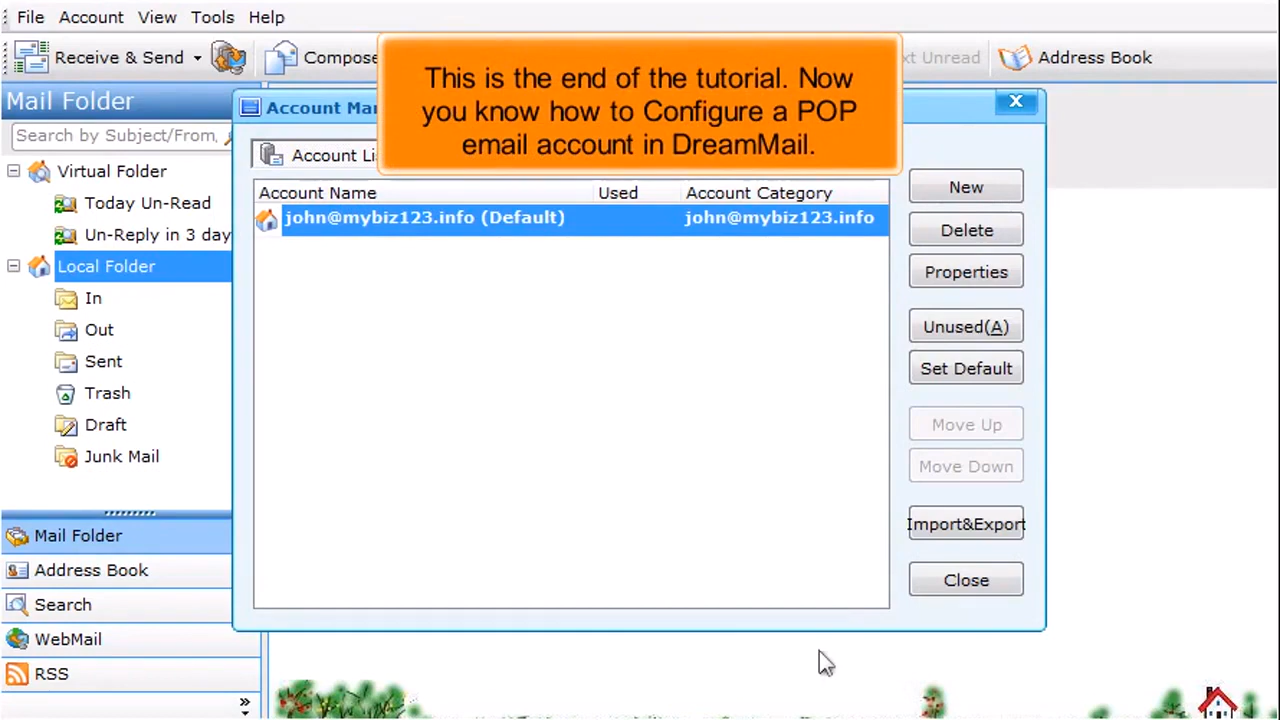 File Account View Tools Help
Receive & Send Compose xt Unread Address Book
This is the end of the tutorial. Now
you know how to Configure a POP
email account in DreamMail.
Mail Folder
Search by Subject/From,
Virtual Folder
Today Un-Read
Un-Reply in 3 day
Local Folder
In
Out
Sent
Trash
Draft
Junk Mail
Mail Folder
Address Book
Search
WebMail
RSS
Account Mar
Account Li
Account Name Used Account Category
john@mybiz123.info (Default) john@mybiz123.info
New
Delete
Properties
Unused(A)
Set Default
Move Up
Move Down
Import&Export
Close